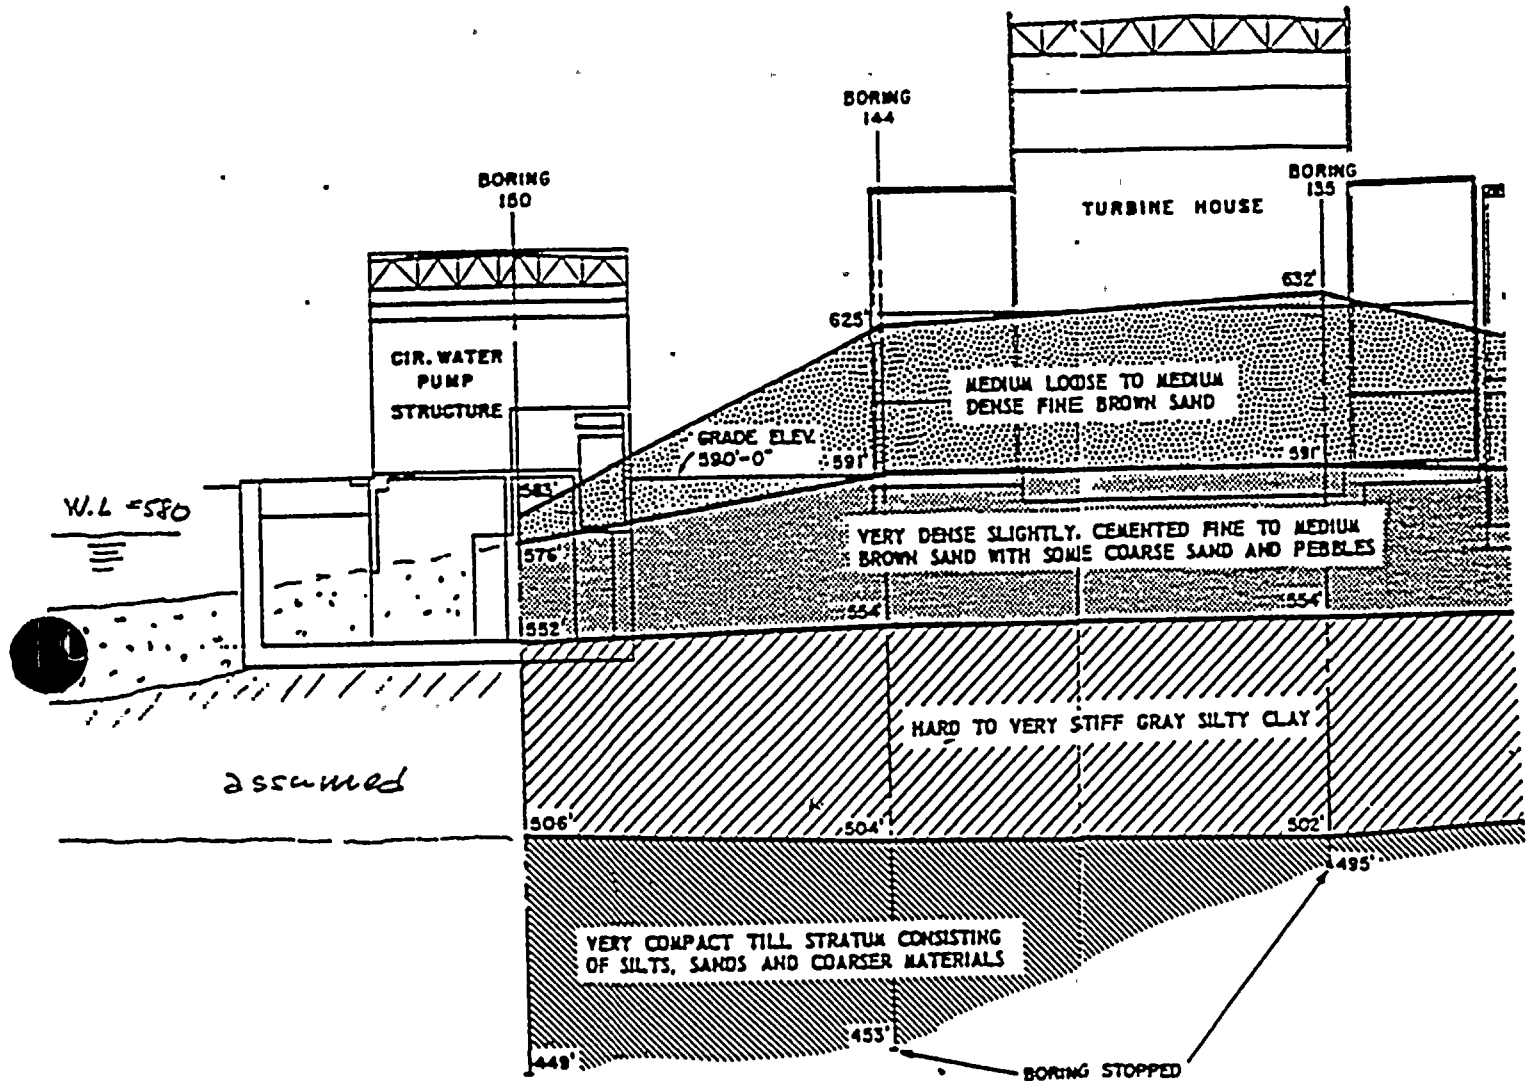 BORING
144
BORING
150
BORING
135
TURBINE HOUSE
632'
625'
CIR. WATER
PUMP
STRUCTURE
MEDIUM LOOSE TO MEDIUM
DENSE FINE BROWN SAND
GRADE ELEV.
590'-0"
591'
591'
583'
W.L = 580
VERY DENSE SLIGHTLY. CEMENTED FINE TO MEDIUM
BROWN SAND WITH SOME COARSE SAND AND PEBBLES
576'
554'
554'
552'
HARD TO VERY STIFF GRAY SILTY CLAY
assumed
506'
504'
502'
495'
VERY COMPACT TILL STRATUM CONSISTING
OF SILTS, SANDS AND COARSER MATERIALS
453'
449'
BORING STOPPED